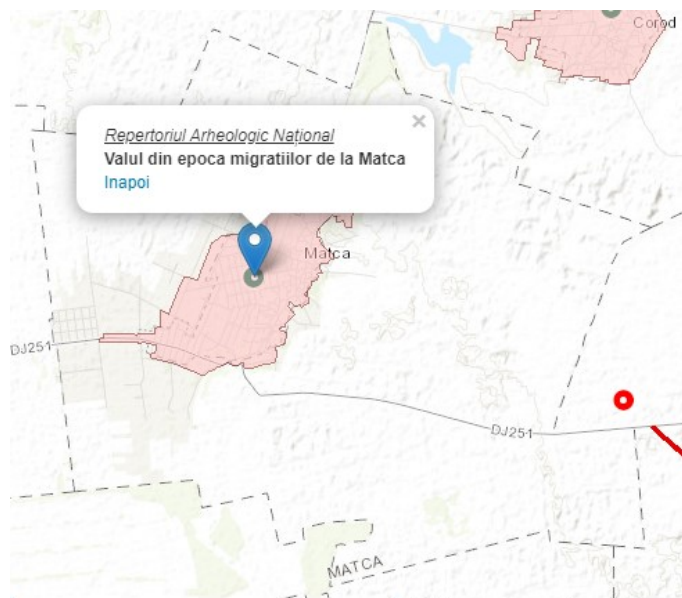 Corod
×
Repertoriul Arheologic Național
Valul din epoca migratiilor de la Matca
Inapoi
Matca
DJ251
DJ251
MATCA